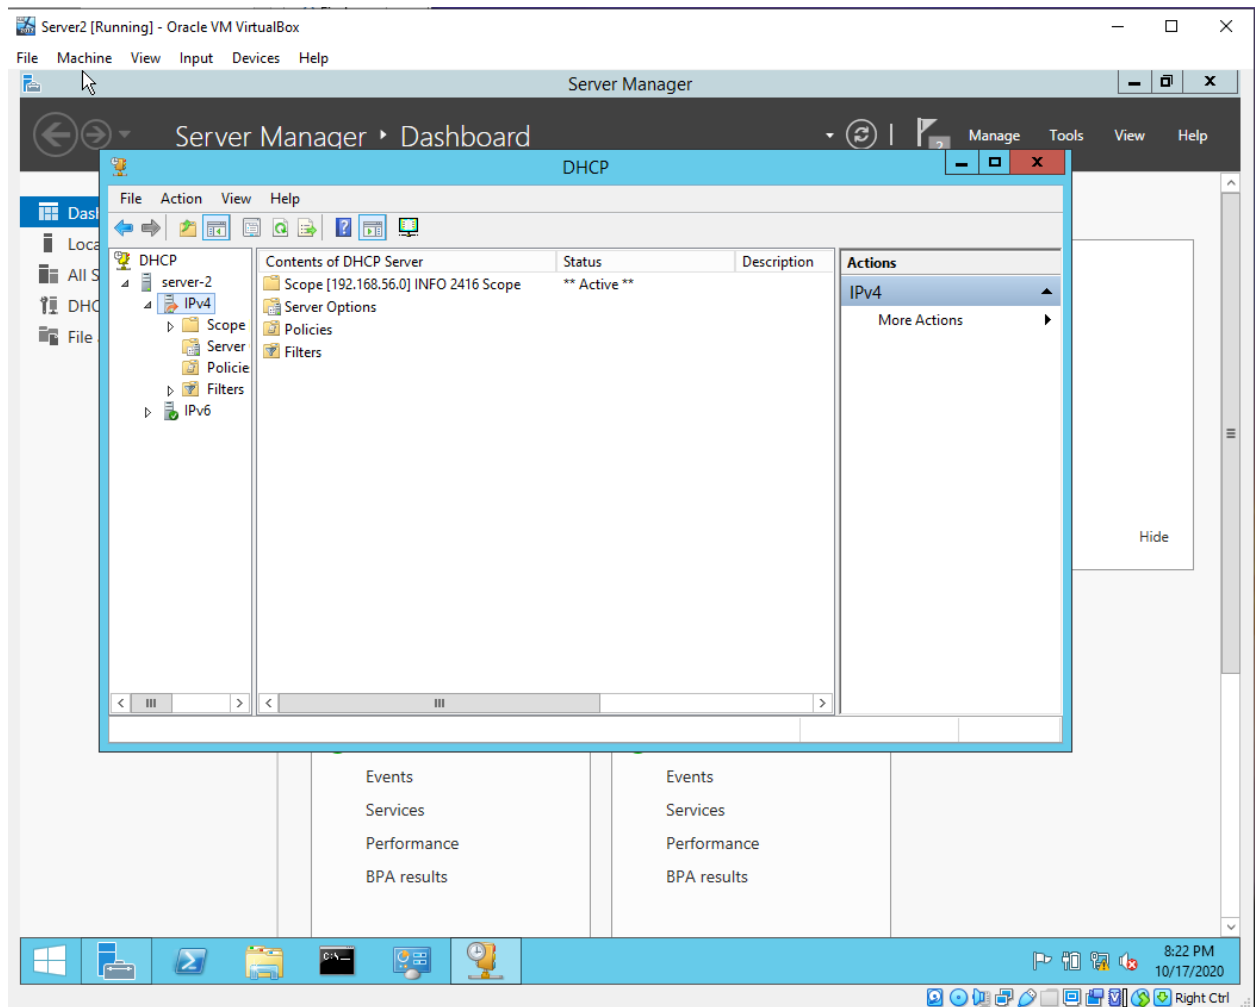 Server2 [Running] - Oracle VM VirtualBox
File Machine View Input Devices Help
Server Manager
Server Manager Dashboard
Manage Tools View Help
DHCP
File Action View Help
Dash
Loca
All S
DHC
File
DHCP
server-2
IPv4
Scope
Server
Policie
Filters
IPv6
Contents of DHCP Server Status Description
Scope [192.168.56.0] INFO 2416 Scope ** Active **
Server Options
Policies
Filters
Actions
IPv4
More Actions
Hide
Events Events
Services Services
Performance Performance
BPA results BPA results
8:22 PM
10/17/2020
Right Ctrl